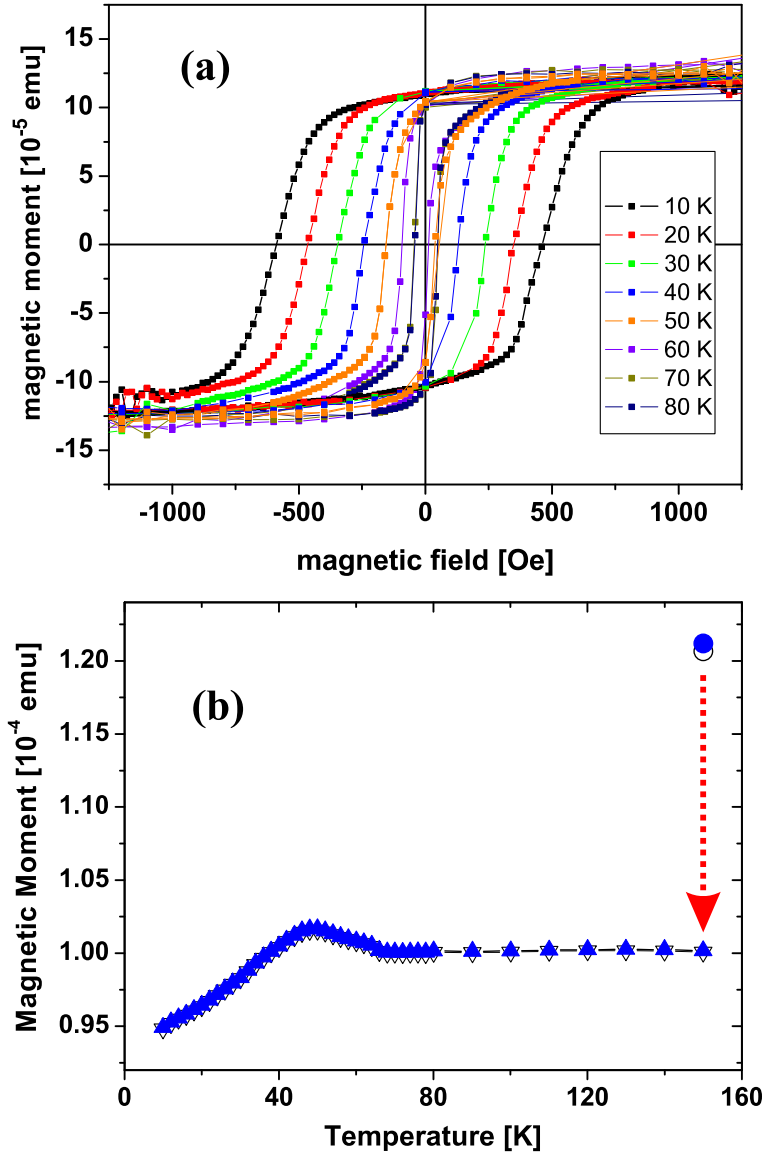 (a)
magnetic moment [10⁻⁵ emu]
15
10
5
0
-5
-10
-15
10 K
20 K
30 K
40 K
50 K
60 K
70 K
80 K
-1000 -500 0 500 1000
magnetic field [Oe]
(b)
Magnetic Moment [10⁻⁴ emu]
1.20
1.15
1.10
1.05
1.00
0.95
0 40 80 120 160
Temperature [K]